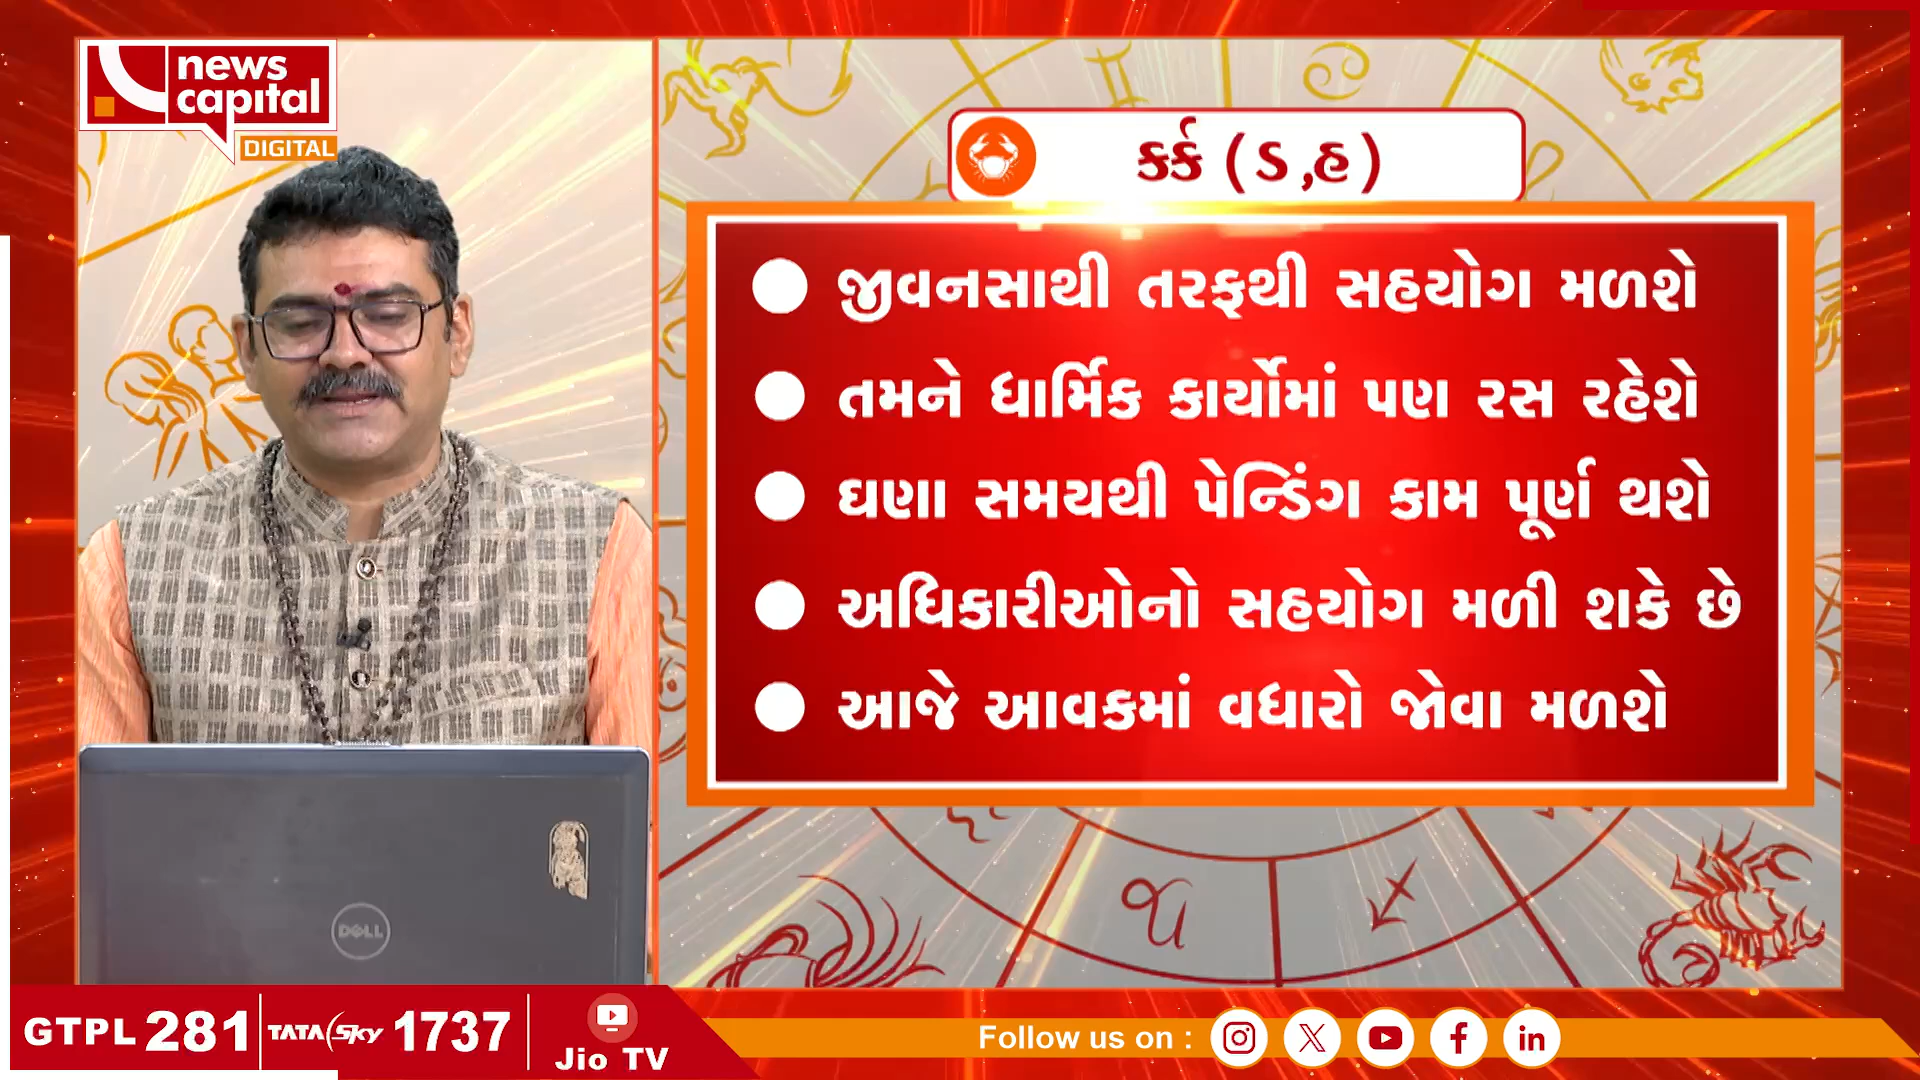 news
capital
DIGITAL
કર્ક (ડ,હ)
જીવનસાથી તરફથી સહયોગ મળશે
તમને ધાર્મિક કાર્યોમાં પણ રસ રહેશે
ઘણા સમયથી પેન્ડિંગ કામ પૂર્ણ થશે
અધિકારીઓનો સહયોગ મળી શકે છે
આજે આવકમાં વધારો જોવા મળશે
DELL
GTPL 281
TATA Sky 1737
Jio TV
Follow us on :